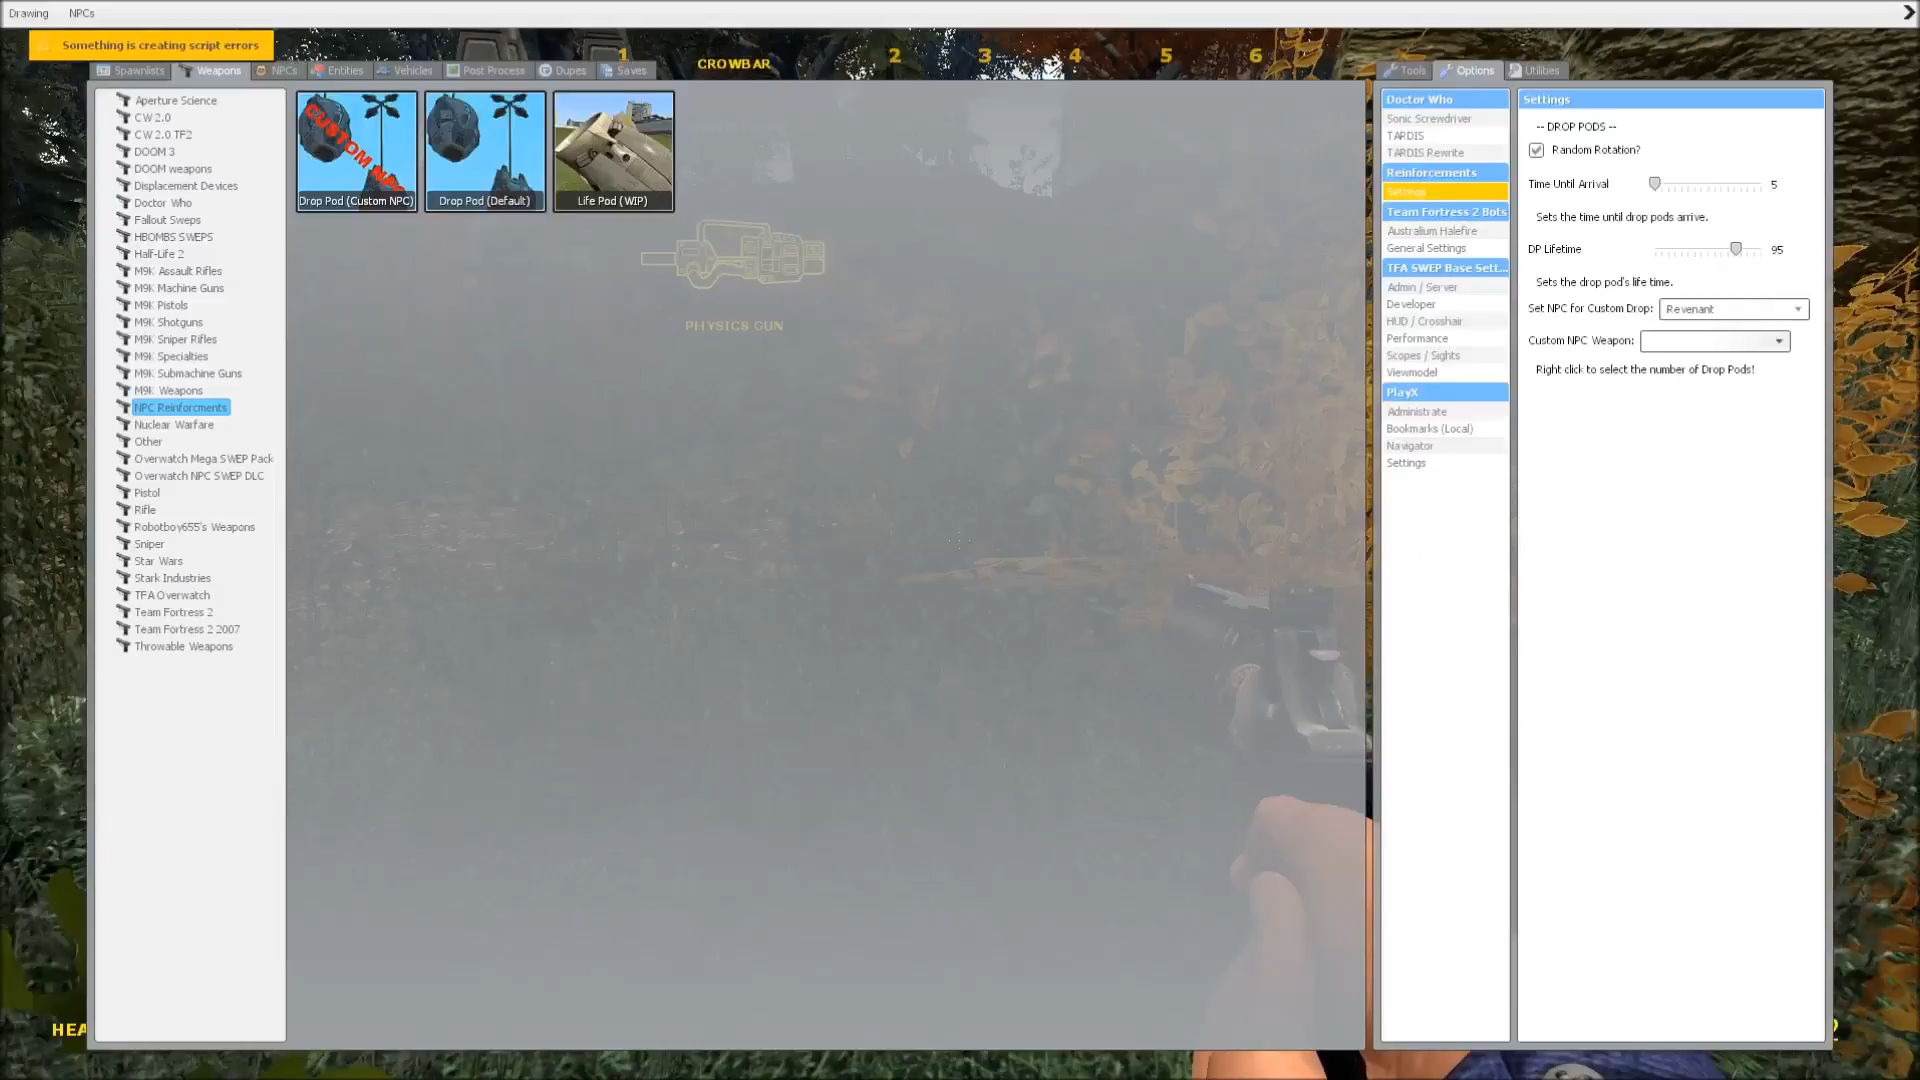 Drawing NPCs
Something is creating script errors
1 CROWBAR 2 3 4 5 6
Spawnlists Weapons NPCs Entities Vehicles Post Process Dupes Saves
Tools Options Utilities
Aperture Science
CW 2.0
CW 2.0 TF2
DOOM 3
DOOM weapons
Displacement Devices
Doctor Who
Fallout Sweps
HBOMBS SWEPS
Half-Life 2
M9K Assault Rifles
M9K Machine Guns
M9K Pistols
M9K Shotguns
M9K Sniper Rifles
M9K Specialties
M9K Submachine Guns
M9K Weapons
NPC Reinforcments
Nuclear Warfare
Other
Overwatch Mega SWEP Pack
Overwatch NPC SWEP DLC
Pistol
Rifle
Robotboy655's Weapons
Sniper
Star Wars
Stark Industries
TFA Overwatch
Team Fortress 2
Team Fortress 2 2007
Throwable Weapons
CUSTOM NPC
Drop Pod (Custom NPC)
Drop Pod (Default)
Life Pod (WIP)
PHYSICS GUN
Doctor Who
Sonic Screwdriver
TARDIS
TARDIS Rewrite
Reinforcements
Settings
Team Fortress 2 Bots
Australium Halefire
General Settings
TFA SWEP Base Sett...
Admin / Server
Developer
HUD / Crosshair
Performance
Scopes / Sights
Viewmodel
PlayX
Administrate
Bookmarks (Local)
Navigator
Settings
Settings
-- DROP PODS --
Random Rotation?
Time Until Arrival 5
Sets the time until drop pods arrive.
DP Lifetime 95
Sets the drop pod's life time.
Set NPC for Custom Drop: Revenant
Custom NPC Weapon:
Right click to select the number of Drop Pods!
HEA